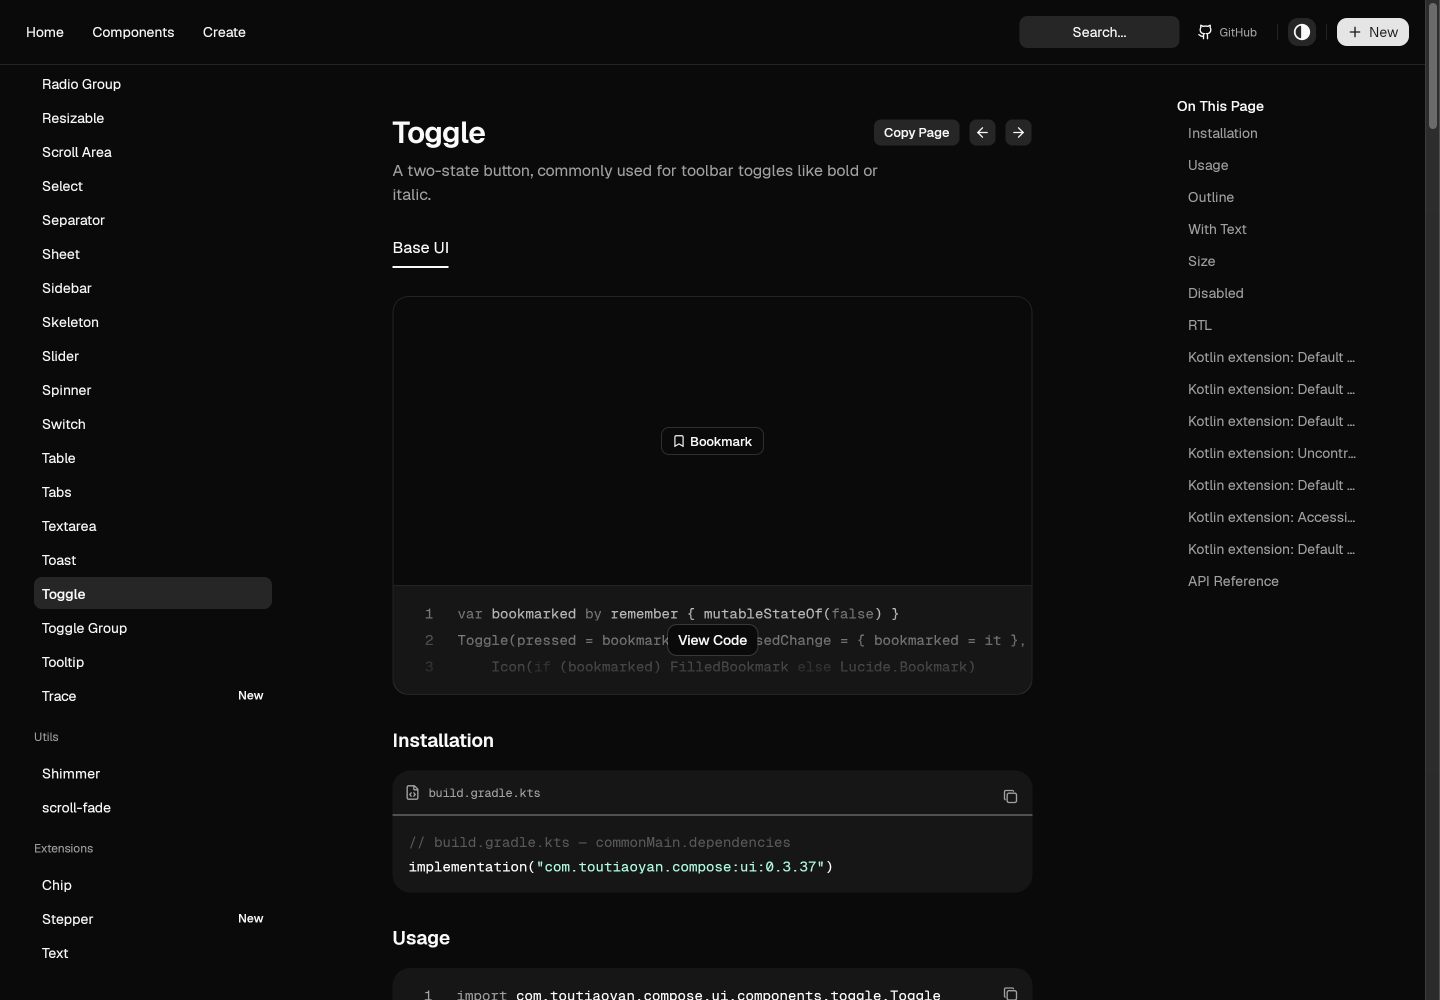 Home
Components
Create
Search...
GitHub
New
Radio Group
Resizable
Scroll Area
Select
Separator
Sheet
Sidebar
Skeleton
Slider
Spinner
Switch
Table
Tabs
Textarea
Toast
Toggle
Toggle Group
Tooltip
Trace New
Utils
Shimmer
scroll-fade
Extensions
Chip
Stepper New
Text
Toggle
Copy Page
A two-state button, commonly used for toolbar toggles like bold or
italic.
Base UI
Bookmark
1 var bookmarked by remember { mutableStateOf(false) }
2 Toggle(pressed = bookmark sedChange = { bookmarked = it },
View Code
3 Icon(if (bookmarked) FilledBookmark else Lucide.Bookmark)
Installation
build.gradle.kts
// build.gradle.kts — commonMain.dependencies
implementation("com.toutiaoyan.compose:ui:0.3.37")
Usage
1 import com.toutiaoyan.compose.ui.components.toggle.Toggle
On This Page
Installation
Usage
Outline
With Text
Size
Disabled
RTL
Kotlin extension: Default ...
Kotlin extension: Default ...
Kotlin extension: Default ...
Kotlin extension: Uncontr...
Kotlin extension: Default ...
Kotlin extension: Accessi...
Kotlin extension: Default ...
API Reference